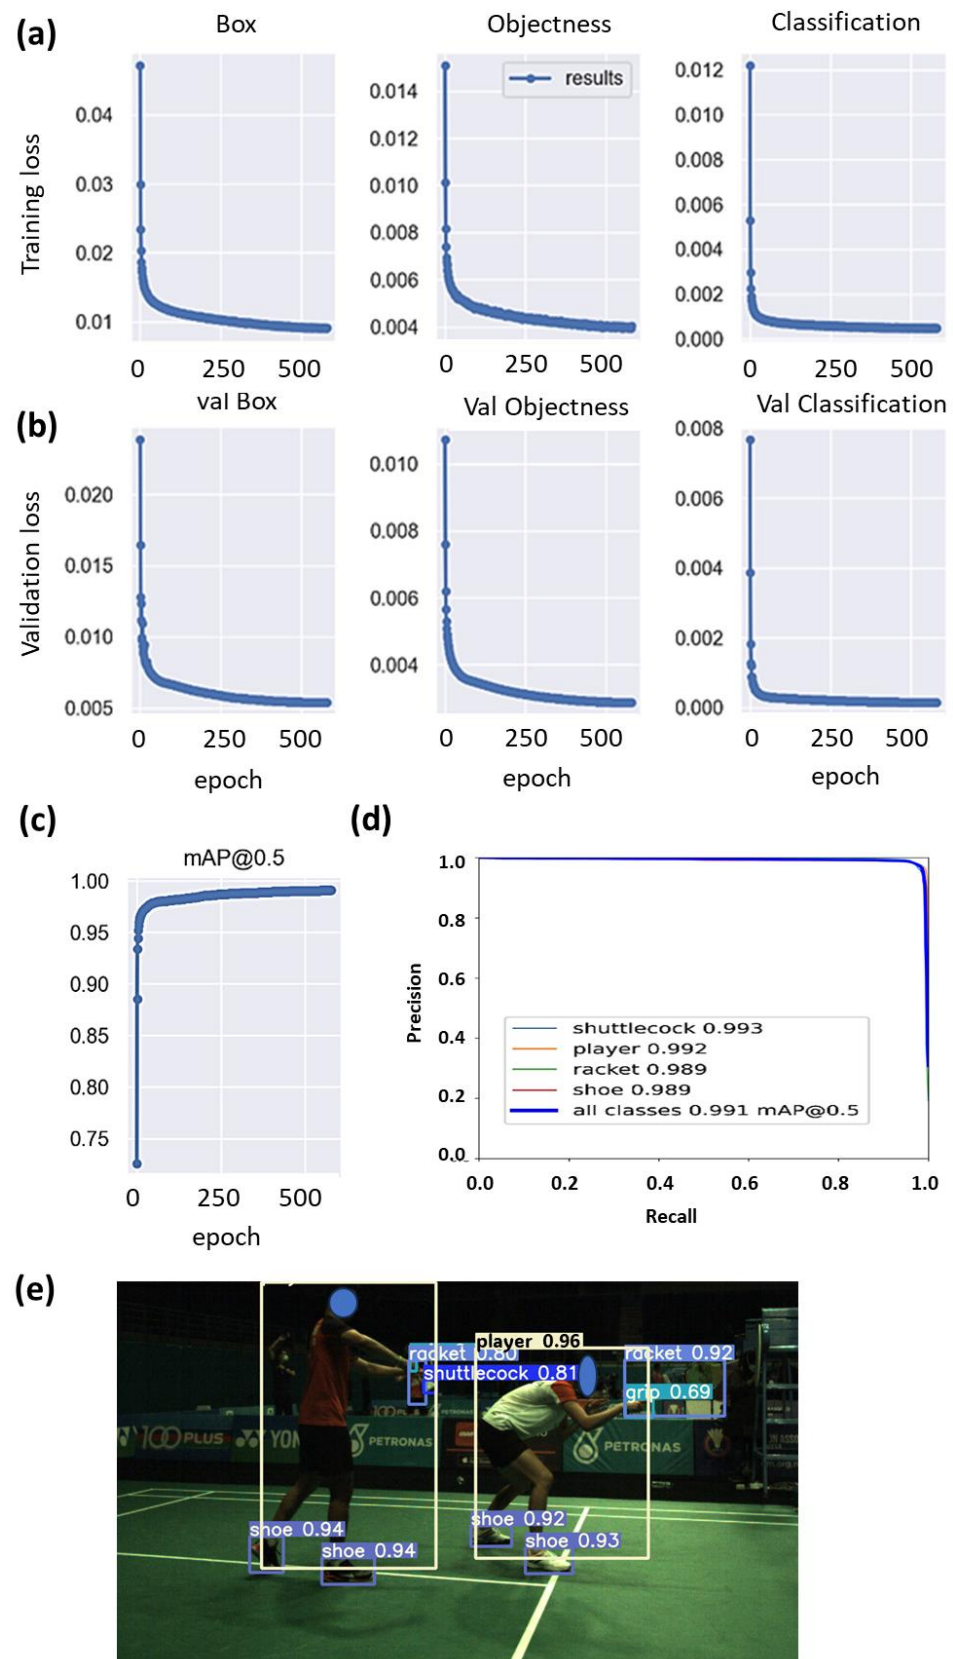 (a)
Box
Objectness
Classification
Training loss
0.04
0.03
0.02
0.01
0 250 500
results
0.014
0.012
0.010
0.008
0.006
0.004
0 250 500
0.012
0.010
0.008
0.006
0.004
0.002
0.000
0 250 500
(b)
val Box
Val Objectness
Val Classification
Validation loss
0.020
0.015
0.010
0.005
0 250 500
epoch
0.010
0.008
0.006
0.004
0 250 500
epoch
0.008
0.006
0.004
0.002
0.000
0 250 500
epoch
(c)
mAP@0.5
1.00
0.95
0.90
0.85
0.80
0.75
0 250 500
epoch
(d)
Precision
1.0
0.8
0.6
0.4
0.2
0.0
shuttlecock 0.993
player 0.992
racket 0.989
shoe 0.989
all classes 0.991 mAP@0.5
0.0 0.2 0.4 0.6 0.8 1.0
Recall
(e)
player 0.96
racket 0.80
racket 0.92
shuttlecock 0.81
grip 0.69
100PLUS
YON
PETRONAS
PETRONAS
shoe 0.92
shoe 0.94
shoe 0.93
shoe 0.94